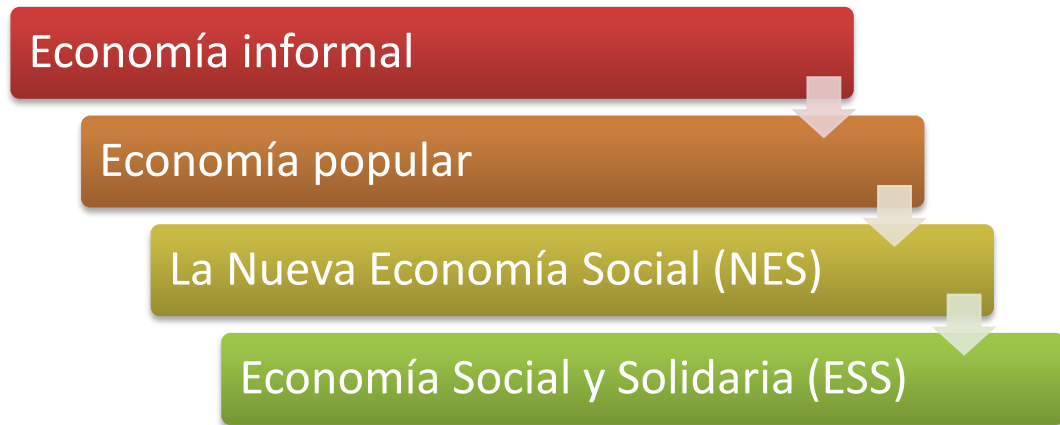 Economía informal
Economía popular
La Nueva Economía Social (NES)
Economía Social y Solidaria (ESS)